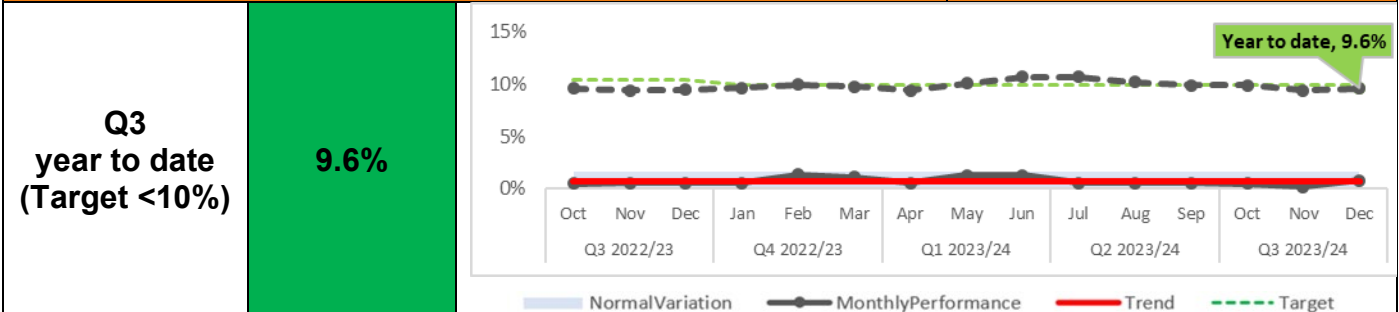 Q3
year to date
(Target <10%)
9.6%
15%
10%
5%
0%
Year to date, 9.6%
Oct Nov Dec Jan Feb Mar Apr May Jun Jul Aug Sep Oct Nov Dec
Q3 2022/23 Q4 2022/23 Q1 2023/24 Q2 2023/24 Q3 2023/24
NormalVariation MonthlyPerformance Trend Target